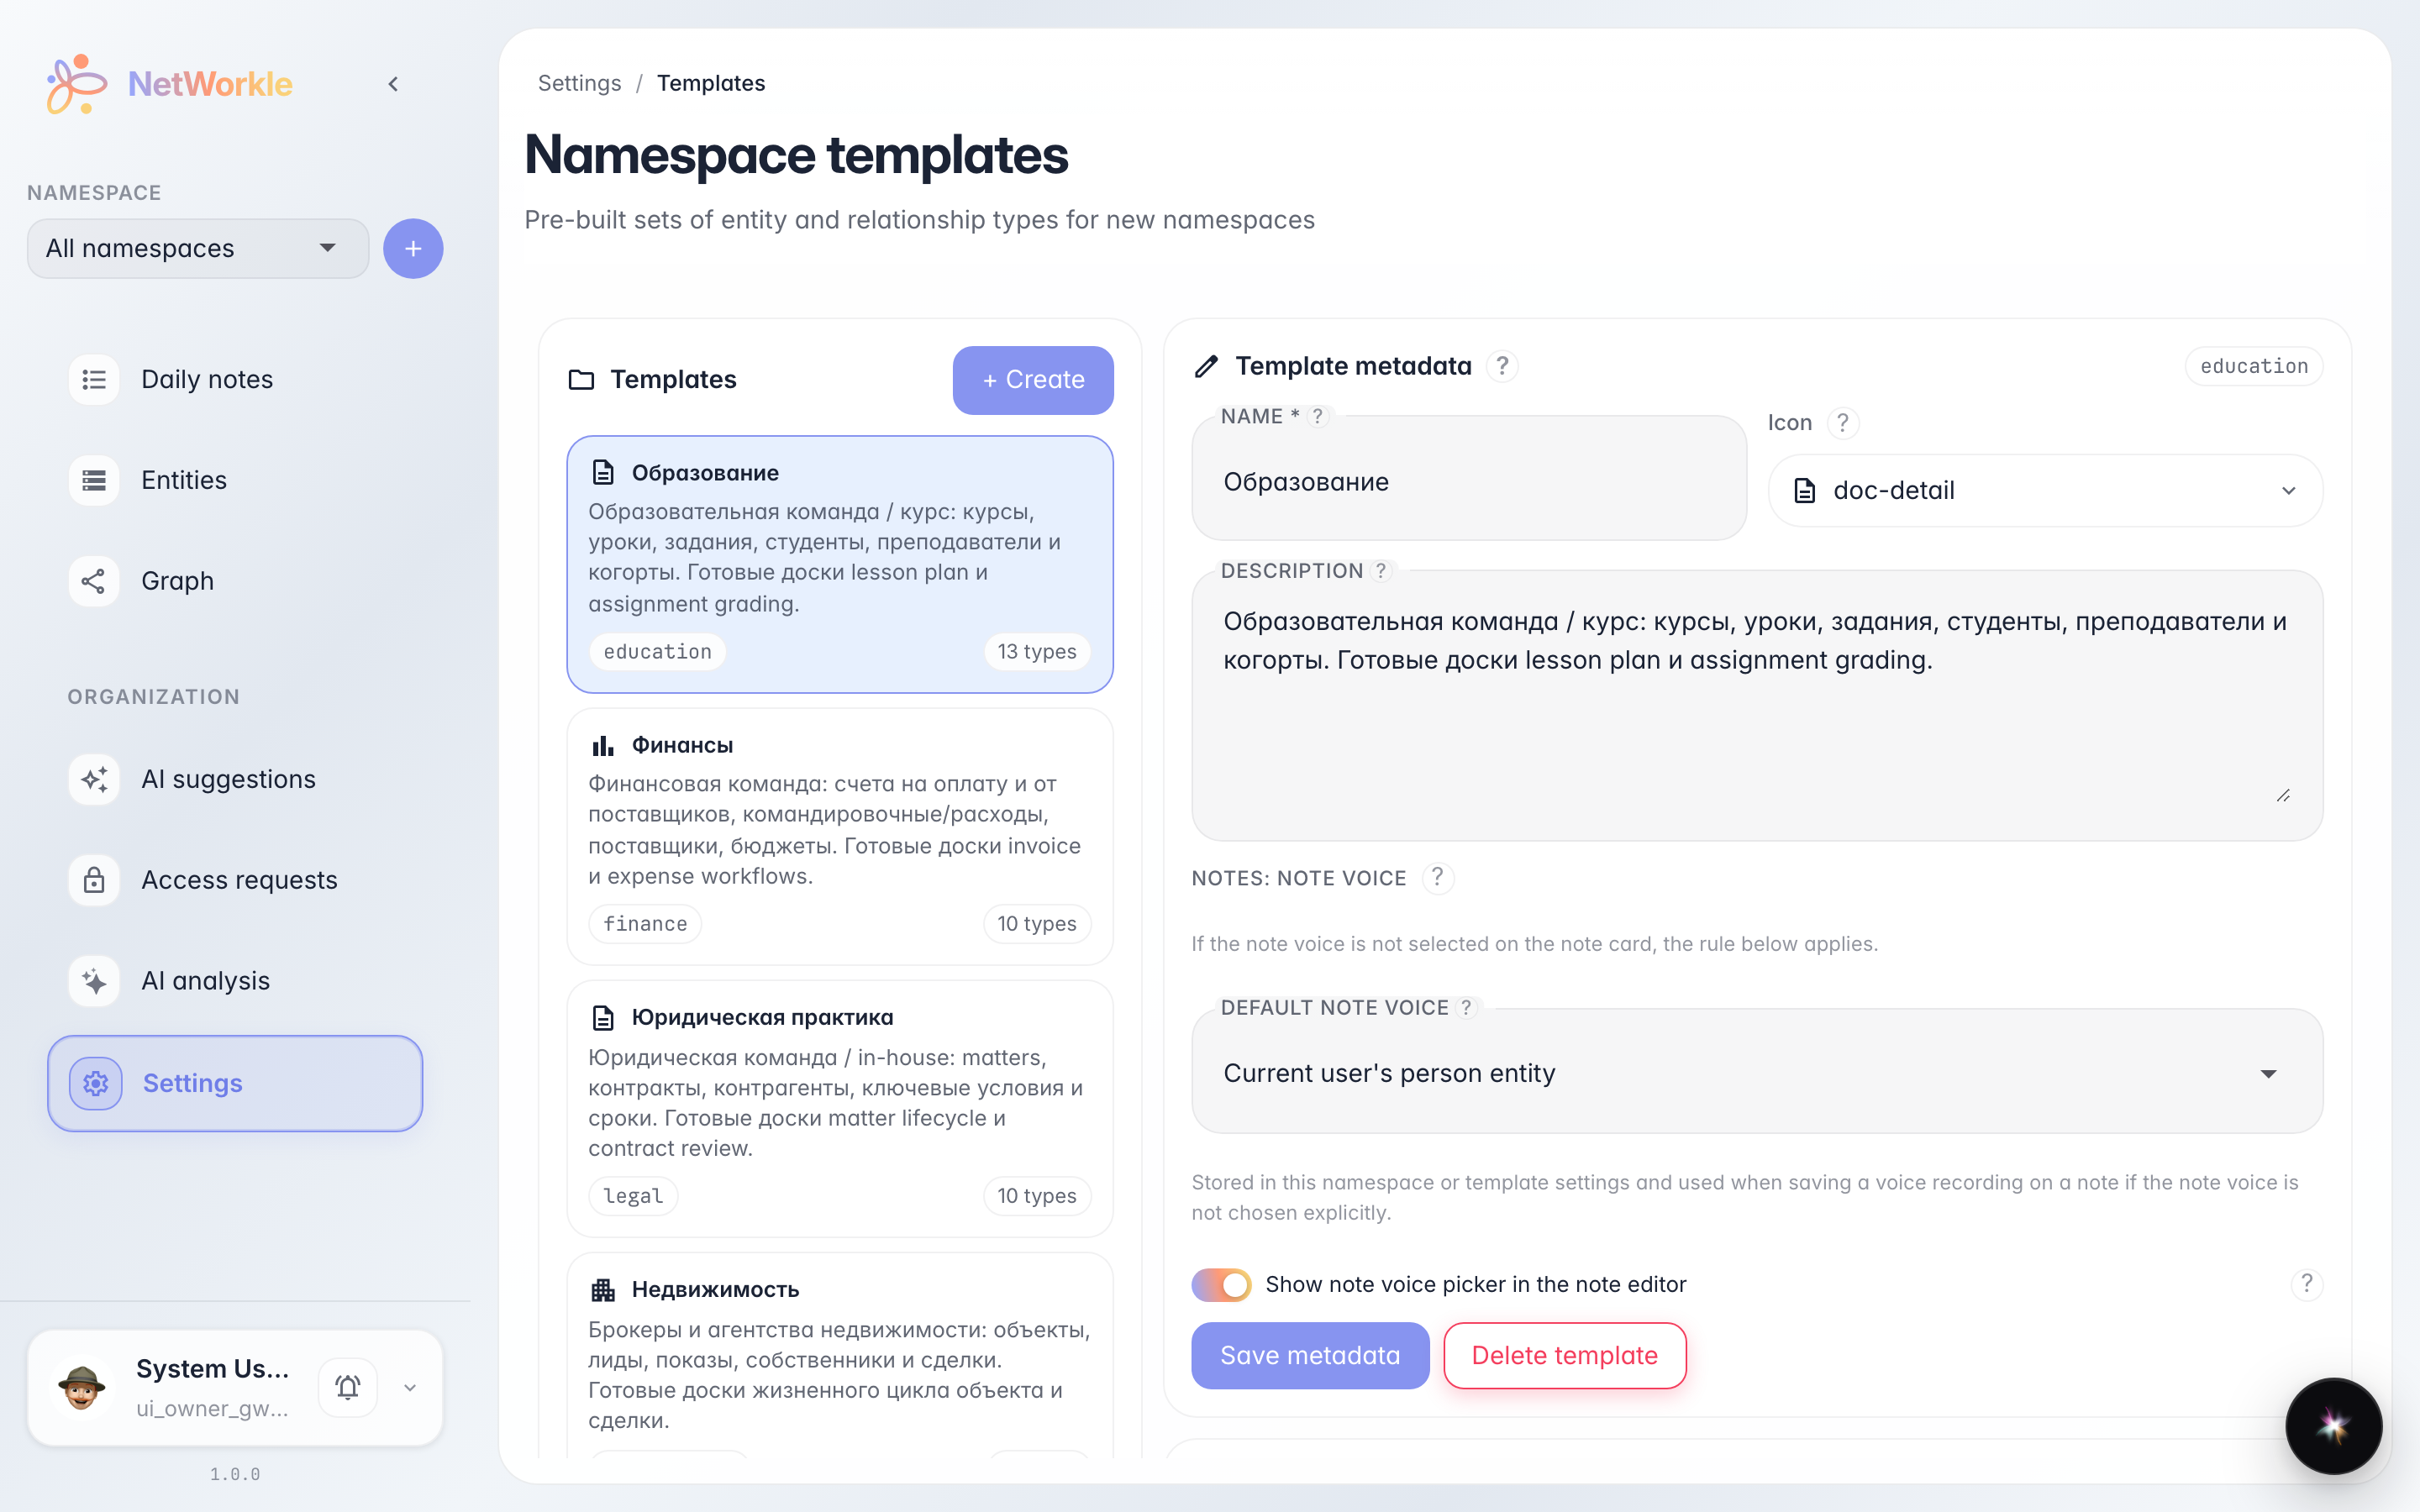 NetWorkle
NAMESPACE
All namespaces
+
Daily notes
Entities
Graph
ORGANIZATION
AI suggestions
Access requests
AI analysis
Settings
System Us...
ui_owner_gw...
1.0.0
Settings / Templates
Namespace templates
Pre-built sets of entity and relationship types for new namespaces
Templates
+ Create
Образование
Образовательная команда / курс: курсы,
уроки, задания, студенты, преподаватели и
когорты. Готовые доски lesson plan и
assignment grading.
education
13 types
Финансы
Финансовая команда: счета на оплату и от
поставщиков, командировочные/расходы,
поставщики, бюджеты. Готовые доски invoice
и expense workflows.
finance
10 types
Юридическая практика
Юридическая команда / in-house: matters,
контракты, контрагенты, ключевые условия и
сроки. Готовые доски matter lifecycle и
contract review.
legal
10 types
Недвижимость
Брокеры и агентства недвижимости: объекты,
лиды, показы, собственники и сделки.
Готовые доски жизненного цикла объекта и
сделки.
Template metadata ?
education
NAME * ?
Образование
Icon ?
doc-detail
DESCRIPTION ?
Образовательная команда / курс: курсы, уроки, задания, студенты, преподаватели и
когорты. Готовые доски lesson plan и assignment grading.
NOTES: NOTE VOICE ?
If the note voice is not selected on the note card, the rule below applies.
DEFAULT NOTE VOICE ?
Current user's person entity
Stored in this namespace or template settings and used when saving a voice recording on a note if the note voice is
not chosen explicitly.
Show note voice picker in the note editor
?
Save metadata
Delete template